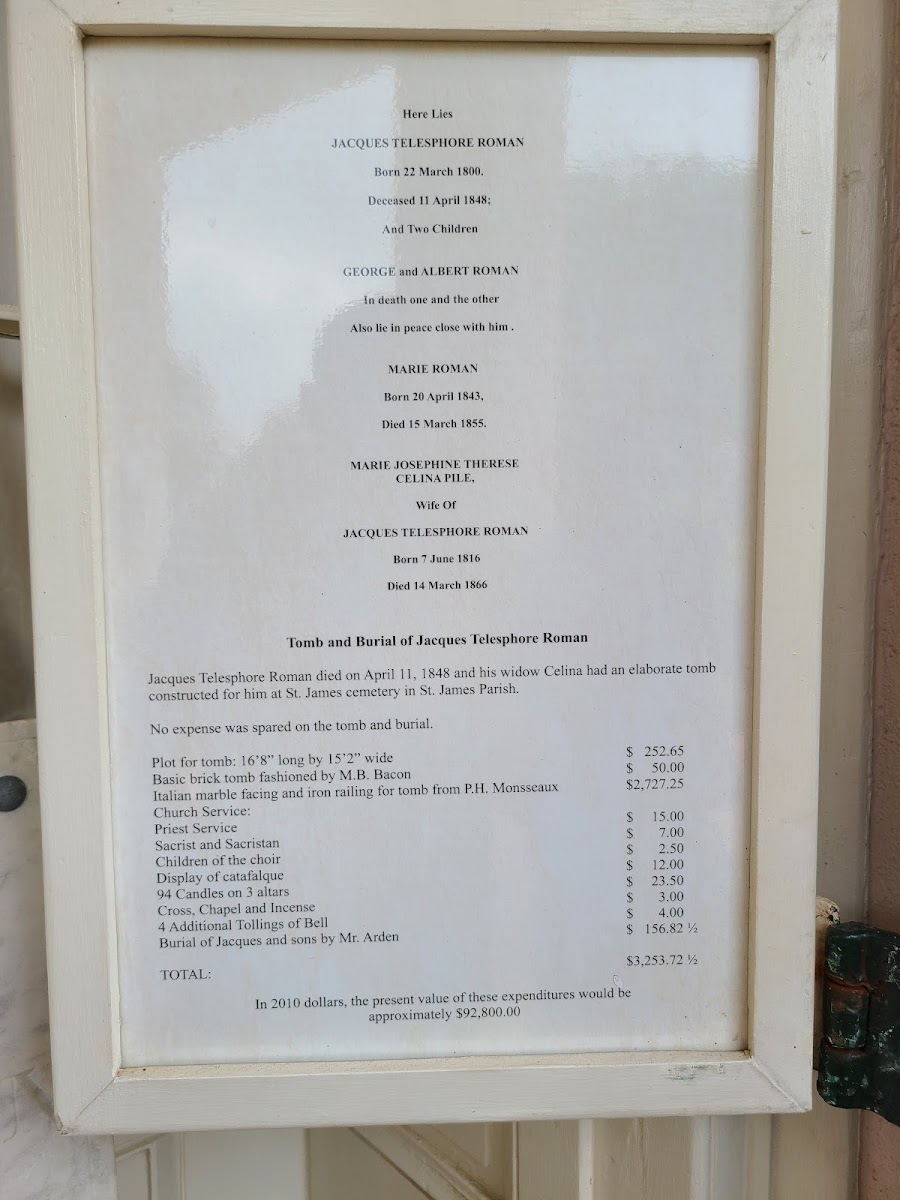 Here Lies
JACQUES TELESPHORE ROMAN
Born 22 March 1800.
Deceased 11 April 1848;
And Two Children
GEORGE and ALBERT ROMAN
In death one and the other
Also lie in peace close with him .
MARIE ROMAN
Born 20 April 1843,
Died 15 March 1855.
MARIE JOSEPHINE THERESE
CELINA PILE,
Wife Of
JACQUES TELESPHORE ROMAN
Born 7 June 1816
Died 14 March 1866
Tomb and Burial of Jacques Telesphore Roman
Jacques Telesphore Roman died on April 11, 1848 and his widow Celina had an elaborate tomb
constructed for him at St. James cemetery in St. James Parish.
No expense was spared on the tomb and burial.
Plot for tomb: 16’8” long by 15’2” wide $ 252.65
Basic brick tomb fashioned by M.B. Bacon $ 50.00
Italian marble facing and iron railing for tomb from P.H. Monsseaux $2,727.25
Church Service:
Priest Service $ 15.00
Sacrist and Sacristan $ 7.00
Children of the choir $ 2.50
Display of catafalque $ 12.00
94 Candles on 3 altars $ 23.50
Cross, Chapel and Incense $ 3.00
4 Additional Tollings of Bell $ 4.00
Burial of Jacques and sons by Mr. Arden $ 156.82 ½
TOTAL: $3,253.72 ½
In 2010 dollars, the present value of these expenditures would be
approximately $92,800.00